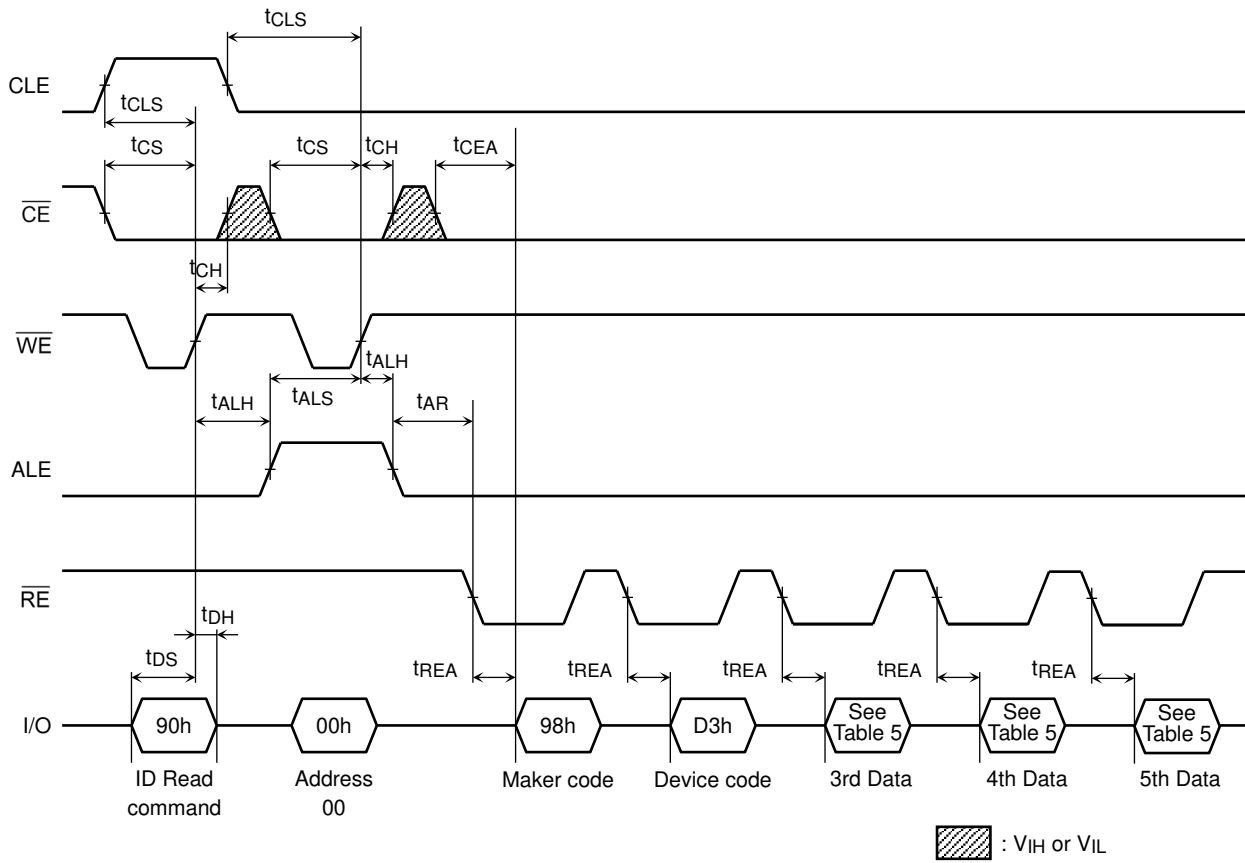 tCLS
CLE
tCLS
tCS
tCS
tCH
tCEA
CE
tCH
WE
tALH
tALH
tALS
tAR
ALE
RE
tDH
tDS
tREA
tREA
tREA
tREA
tREA
I/O
90h
00h
98h
D3h
See
Table 5
See
Table 5
See
Table 5
ID Read
command
Address
00
Maker code
Device code
3rd Data
4th Data
5th Data
: VIH or VIL